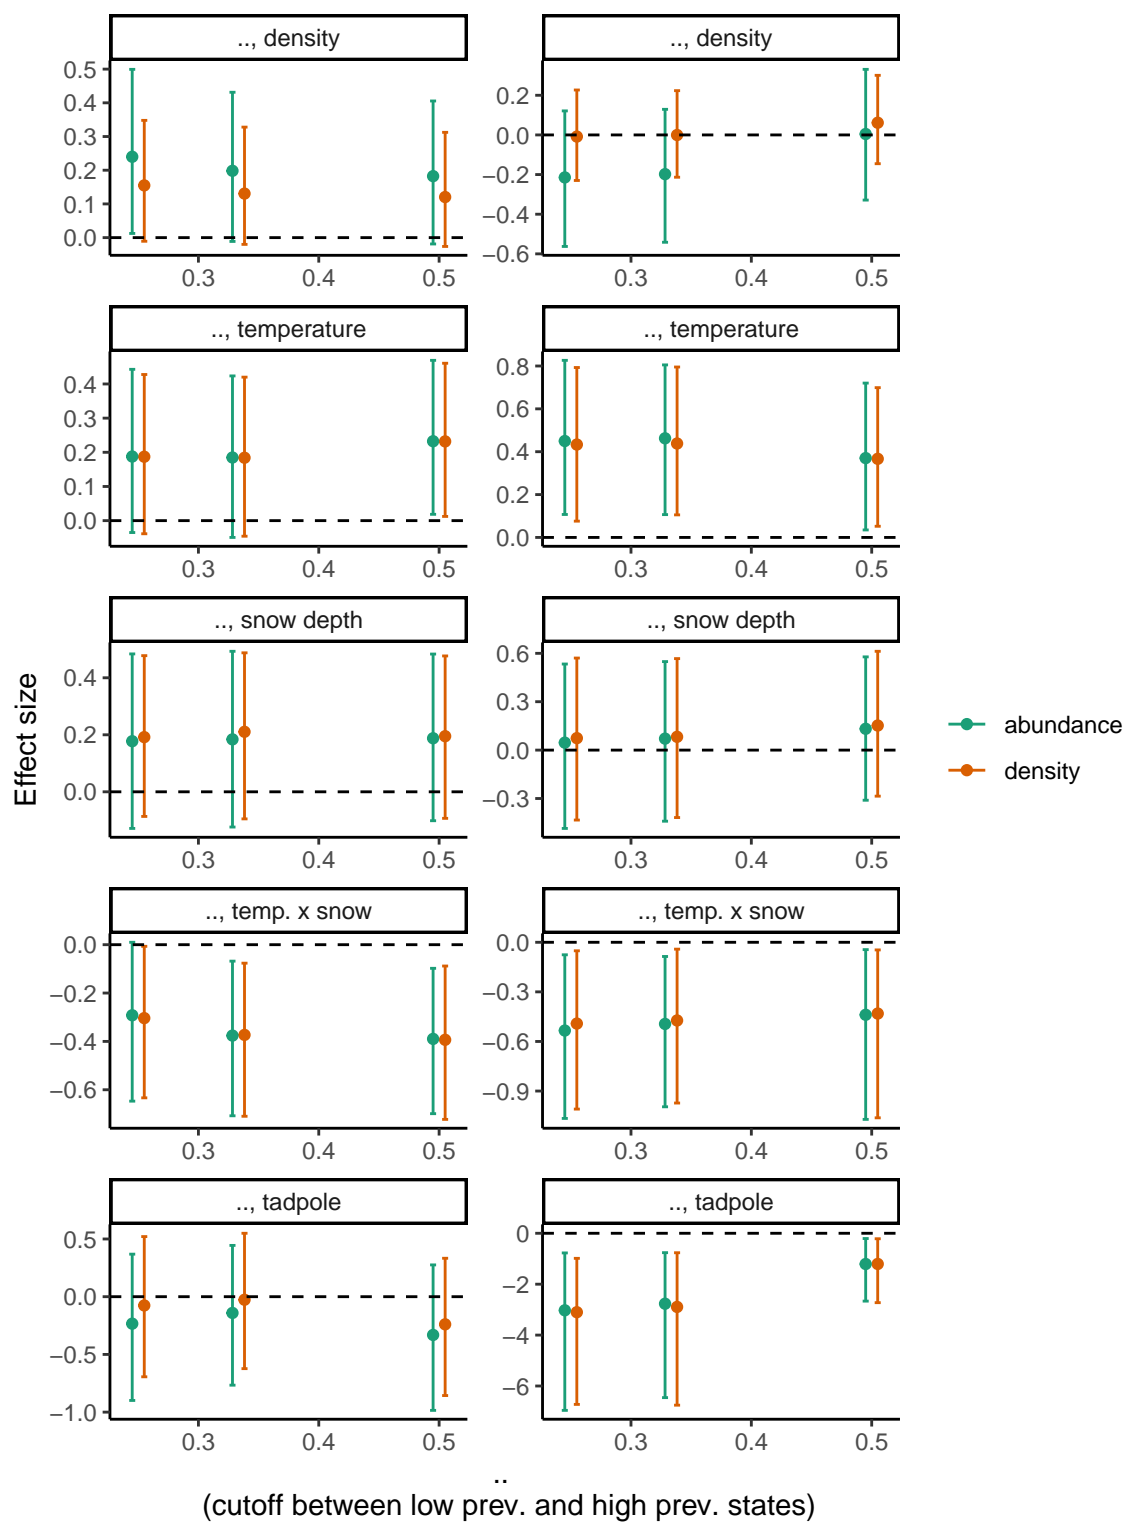 .., density
.., density
0.5
0.4
0.3
0.2
0.1
0.0
0.2
0.0
−0.2
−0.4
−0.6
0.3 0.4 0.5
0.3 0.4 0.5
.., temperature
.., temperature
0.4
0.3
0.2
0.1
0.0
0.8
0.6
0.4
0.2
0.0
0.3 0.4 0.5
0.3 0.4 0.5
.., snow depth
.., snow depth
0.4
0.2
0.0
0.6
0.3
0.0
−0.3
0.3 0.4 0.5
0.3 0.4 0.5
Effect size
abundance
density
.., temp. x snow
.., temp. x snow
0.0
−0.2
−0.4
−0.6
0.0
−0.3
−0.6
−0.9
0.3 0.4 0.5
0.3 0.4 0.5
.., tadpole
.., tadpole
0.5
0.0
−0.5
−1.0
0
−2
−4
−6
0.3 0.4 0.5
0.3 0.4 0.5
..
(cutoff between low prev. and high prev. states)